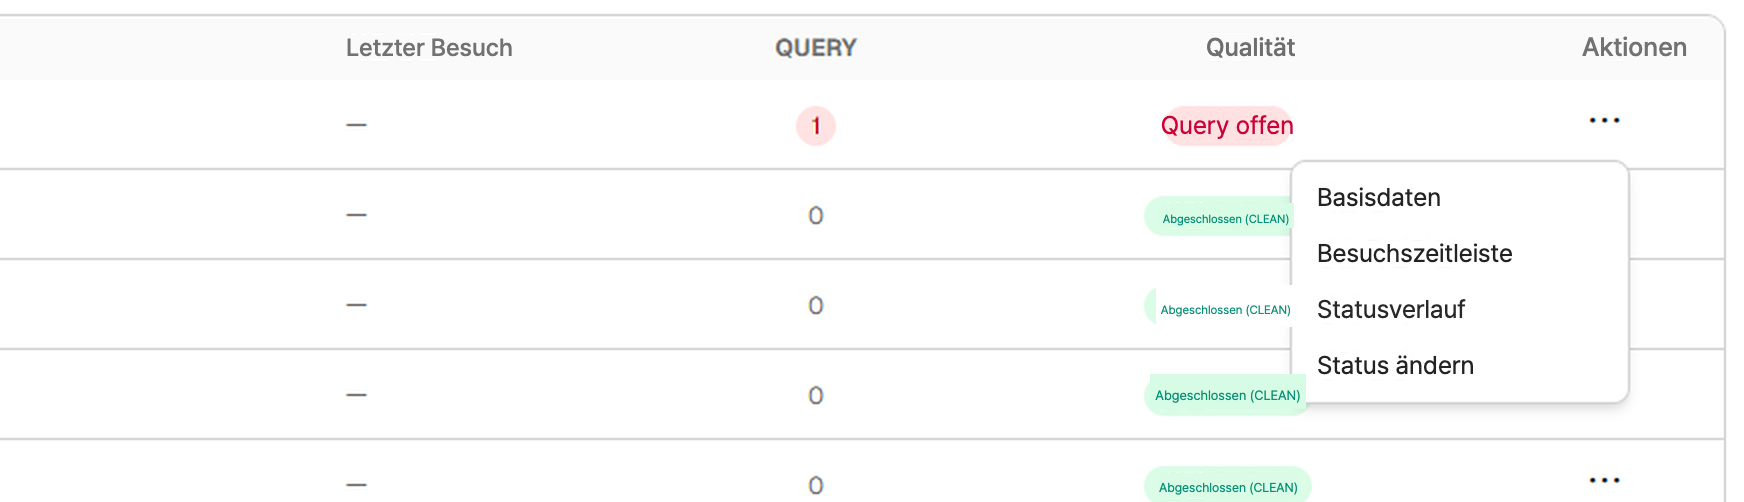 Letzter Besuch QUERY Qualität Aktionen
— 1 Query offen ...
— 0 Abgeschlossen (CLEAN)
— 0 Abgeschlossen (CLEAN)
— 0 Abgeschlossen (CLEAN)
— 0 Abgeschlossen (CLEAN) ...
Basisdaten
Besuchszeitleiste
Statusverlauf
Status ändern